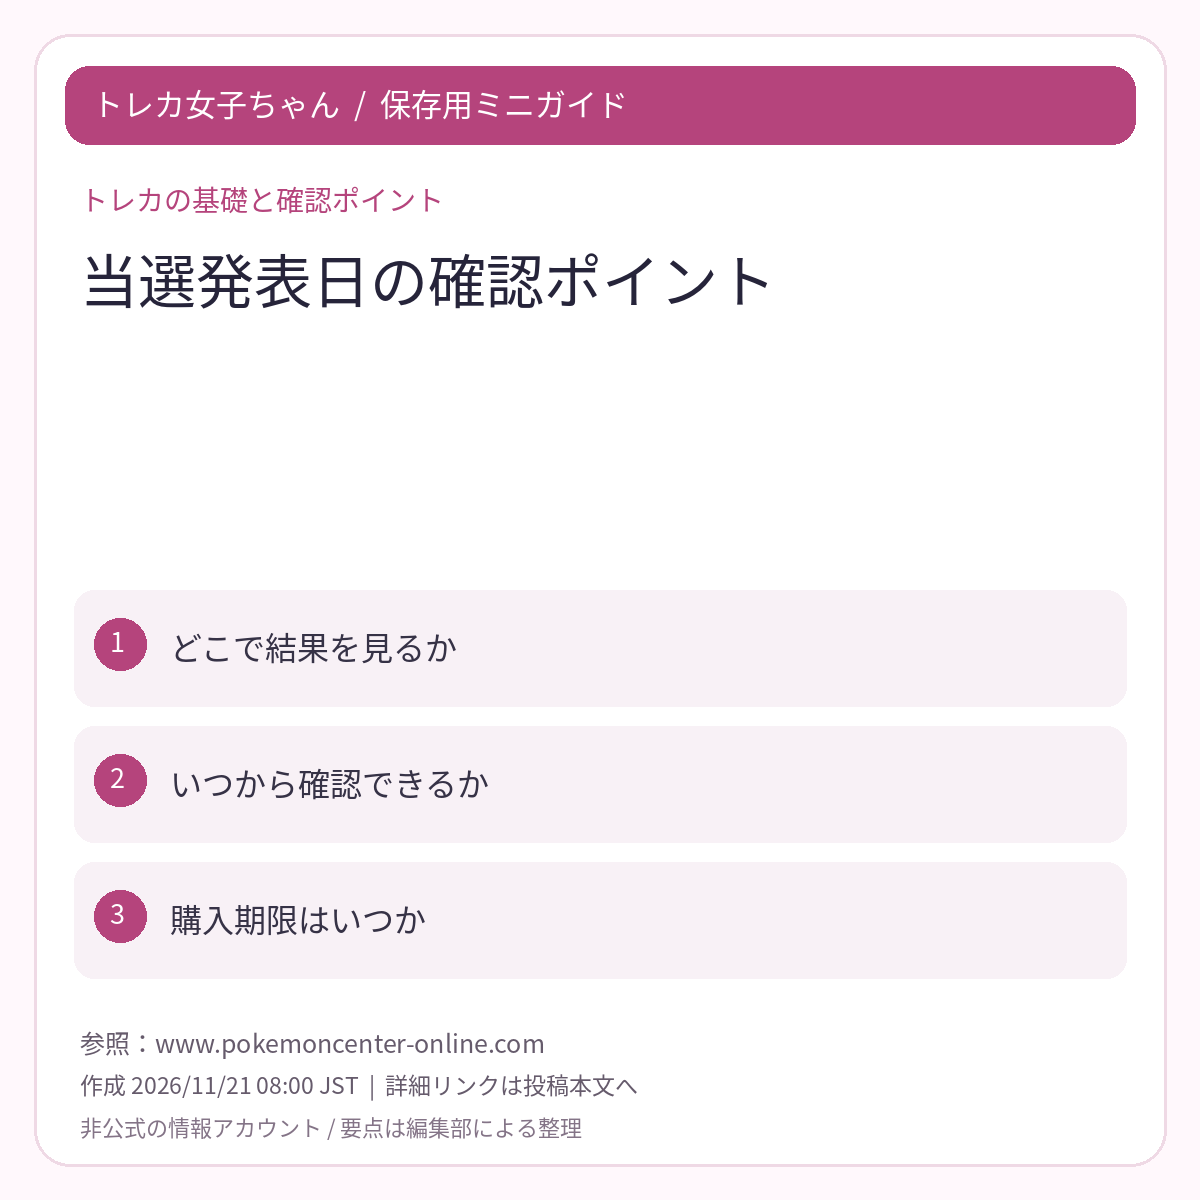 トレカ女子ちゃん / 保存用ミニガイド
トレカの基礎と確認ポイント
当選発表日の確認ポイント
1 どこで結果を見るか
2 いつから確認できるか
3 購入期限はいつか
参照：www.pokemoncenter-online.com
作成 2026/11/21 08:00 JST｜詳細リンクは投稿本文へ
非公式の情報アカウント / 要点は編集部による整理